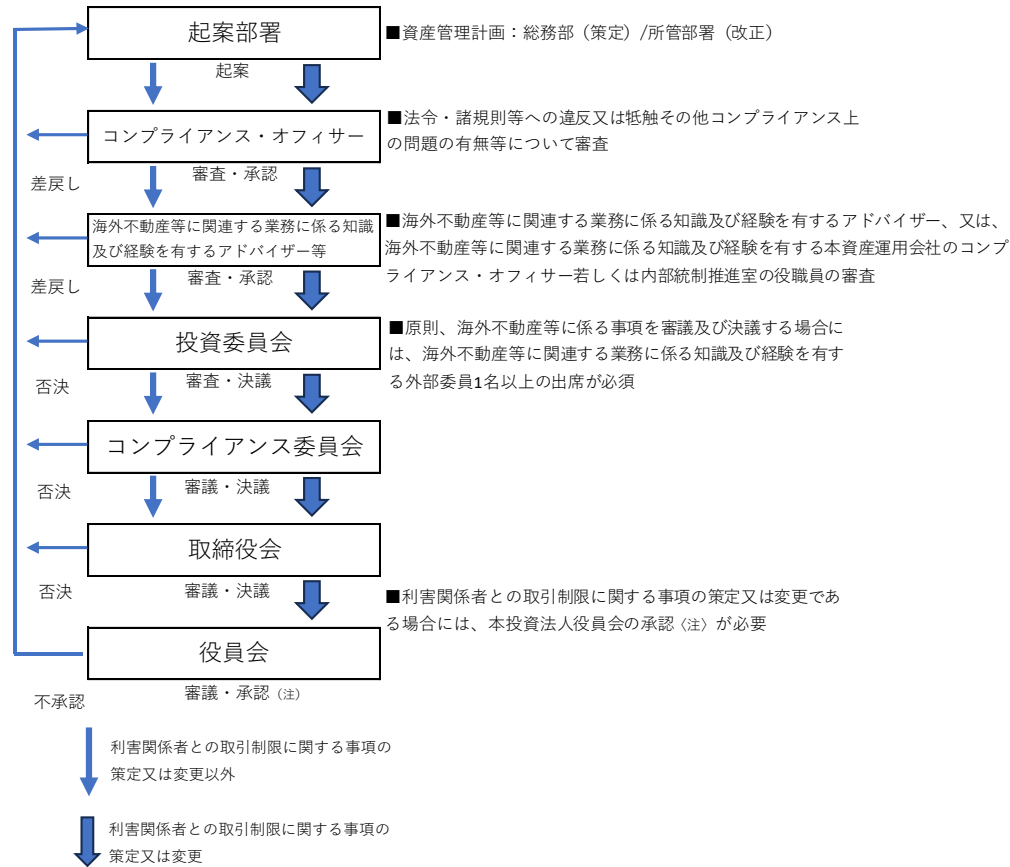 起案部署
■資産管理計画：総務部（策定）/所管部署（改正）
起案
コンプライアンス・オフィサー
■法令・諸規則等への違反又は牴触その他コンプライアンス上
の問題の有無等について審査
審査・承認
差戻し
海外不動産等に関連する業務に係る知識
及び経験を有するアドバイザー等
■海外不動産等に関連する業務に係る知識及び経験を有するアドバイザー、又は、
海外不動産等に関連する業務に係る知識及び経験を有する本資産運用会社のコンプ
ライアンス・オフィサー若しくは内部統制推進室の役職員の審査
審査・承認
差戻し
投資委員会
■原則、海外不動産等に係る事項を審議及び決議する場合に
は、海外不動産等に関連する業務に係る知識及び経験を有す
る外部委員1名以上の出席が必須
審査・決議
否決
コンプライアンス委員会
審議・決議
否決
取締役会
審議・決議
否決
■利害関係者との取引制限に関する事項の策定又は変更であ
る場合には、本投資法人役員会の承認〈注〉が必要
役員会
審議・承認（注）
不承認
利害関係者との取引制限に関する事項の
策定又は変更以外
利害関係者との取引制限に関する事項の
策定又は変更